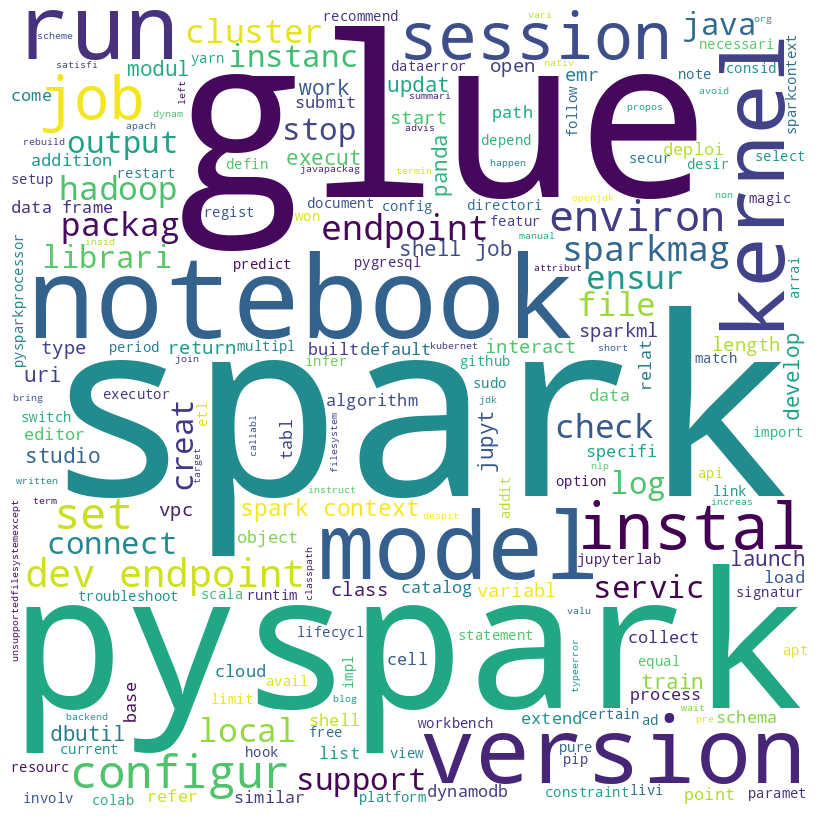 run
scheme
satisfi
cluster
yarn
instanc
recommend
dataerror
session
open
vari
org
nativ
emr
java
necessari
note
consid
sparkcontext
modul
left
come
job
glue
work
submit
summari
updat
path
start
advis
follow
avoid
propos
kernel
rebuild
apach
dynam
output
stop
addition
restart
defin
execut
javapackag
termin
happen
depend
panda
secur
deploi
desir
select
setup
hadoop
openjdk
non
magic
data frame
regist
document
config
directori
featur
won
packag
endpoint
environ
insid
manual
shell job
sparkmag
librari
predict
pygresql
attribut
ensur
arrai
pysparkprocessor
notebook
file
sparkml
type
period
return
multipl
built
default
kubernet
interact
short
length
join
infer
github
relat
match
develop
uri
bring
executor
spark
algorithm
sudo
jdk
data
import
switch
etl
editor
callabl
tabl
filesystem
creat
target
jupyt
check
studio
specifi
written
instruct
nlp
option
log
api
link
term
vpc
spark context
addit
increas
set
despit
instal
unsupportedfilesystemexcept
connect
object
model
jupyterlab
launch
classpath
dev endpoint
load
signatur
troubleshoot
scala
runtim
class
catalog
variabl
servic
pyspark
valu
lifecycl
statement
collect
typeerror
apt
cloud
cell
impl
equal
train
process
base
limit
avail
blog
wait
pre
backend
dbutil
local
shell
workbench
extend
certain
ad
schema
version
current
hook
free
list
view
pure
pip
resourc
configur
support
dynamodb
constraint
livi
point
paramet
involv
colab
refer
similar
platform